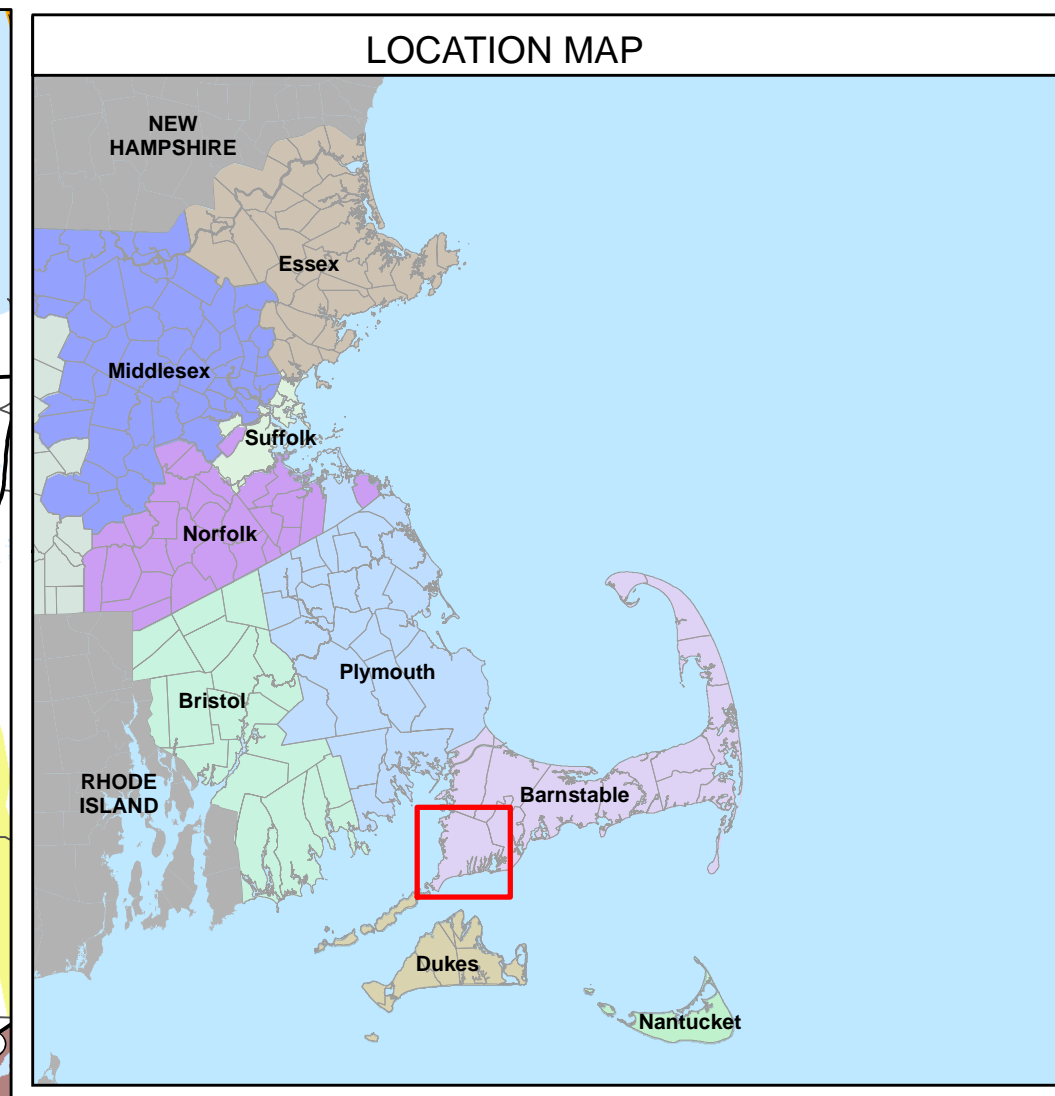 LOCATION MAP
NEW
HAMPSHIRE
Essex
Middlesex
Suffolk
Norfolk
Plymouth
Bristol
RHODE
ISLAND
Barnstable
Dukes
Nantucket